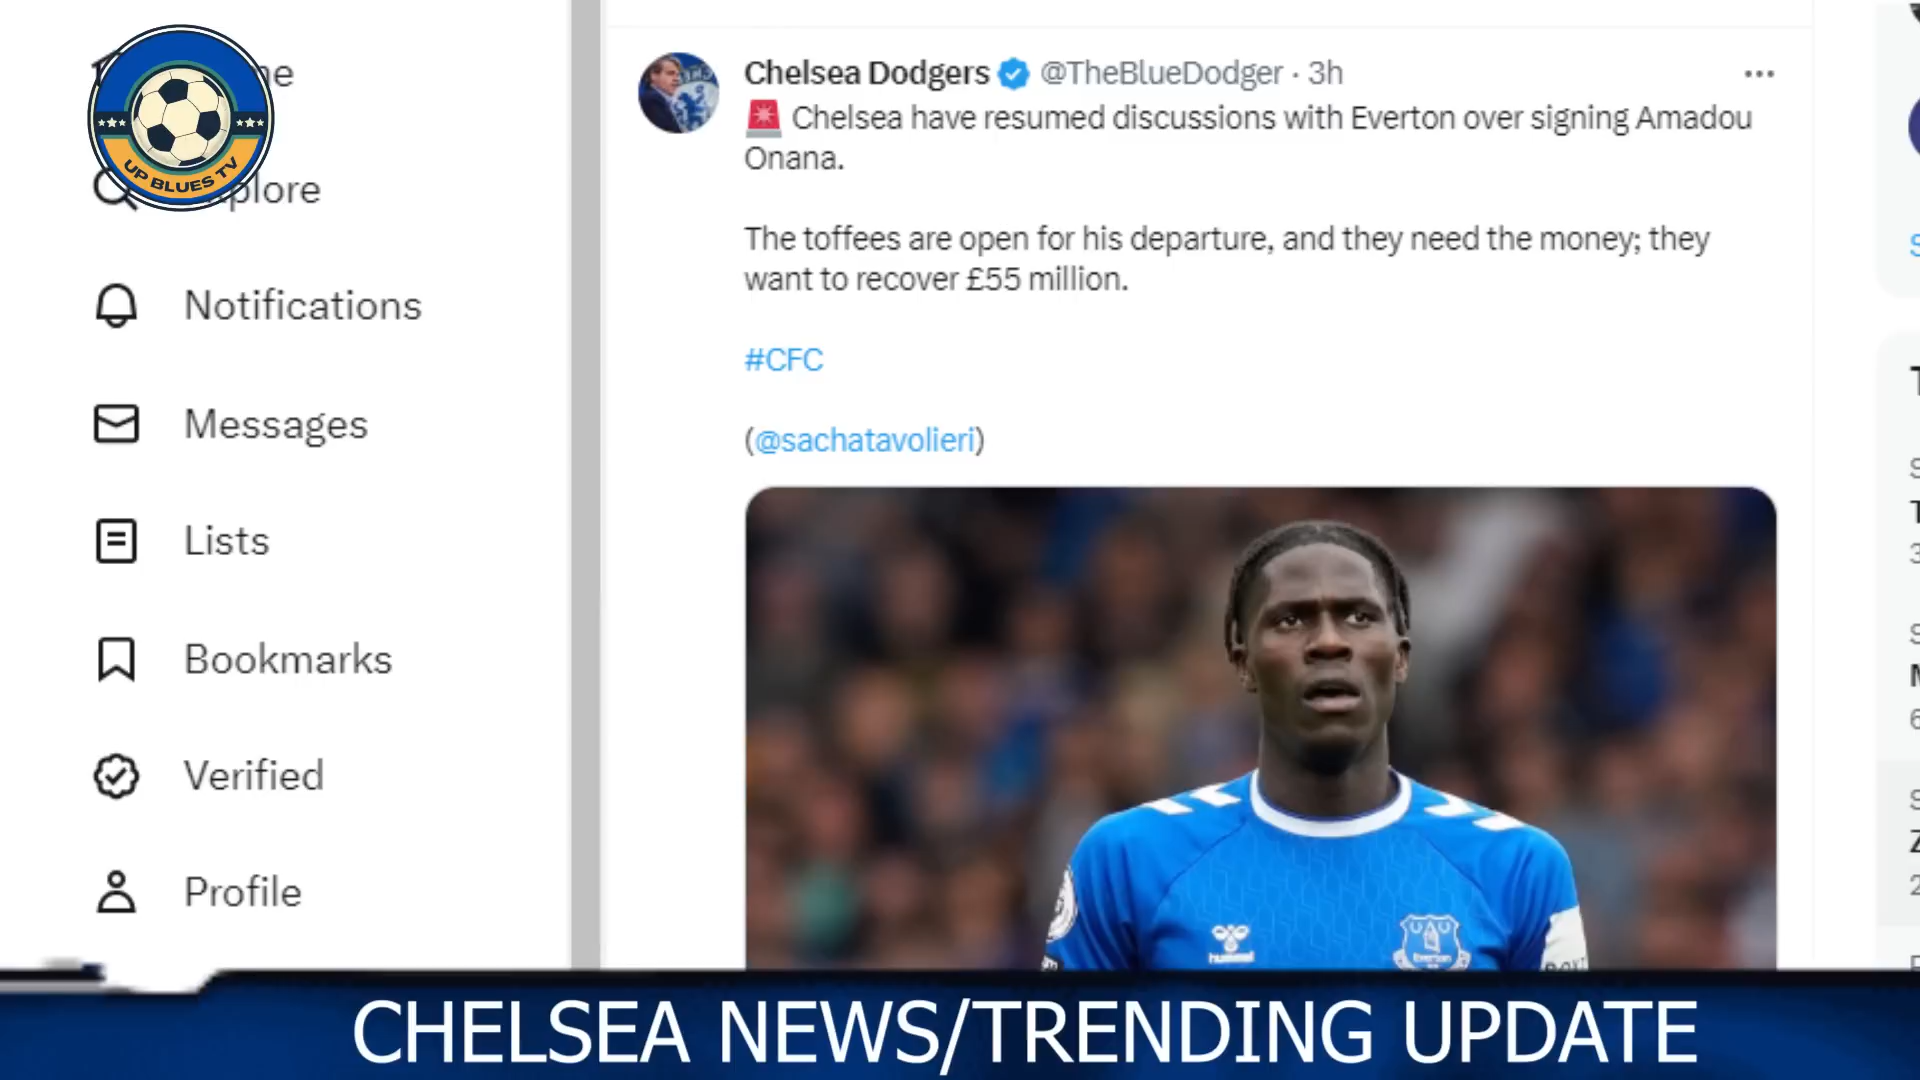 UP BLUES TV
Notifications
Messages
Lists
Bookmarks
Verified
Profile
Chelsea Dodgers @TheBlueDodger · 3h
Chelsea have resumed discussions with Everton over signing Amadou
Onana.
The toffees are open for his departure, and they need the money; they
want to recover £55 million.
#CFC
(@sachatavolieri)
hummel
Everton
CHELSEA NEWS/TRENDING UPDATE